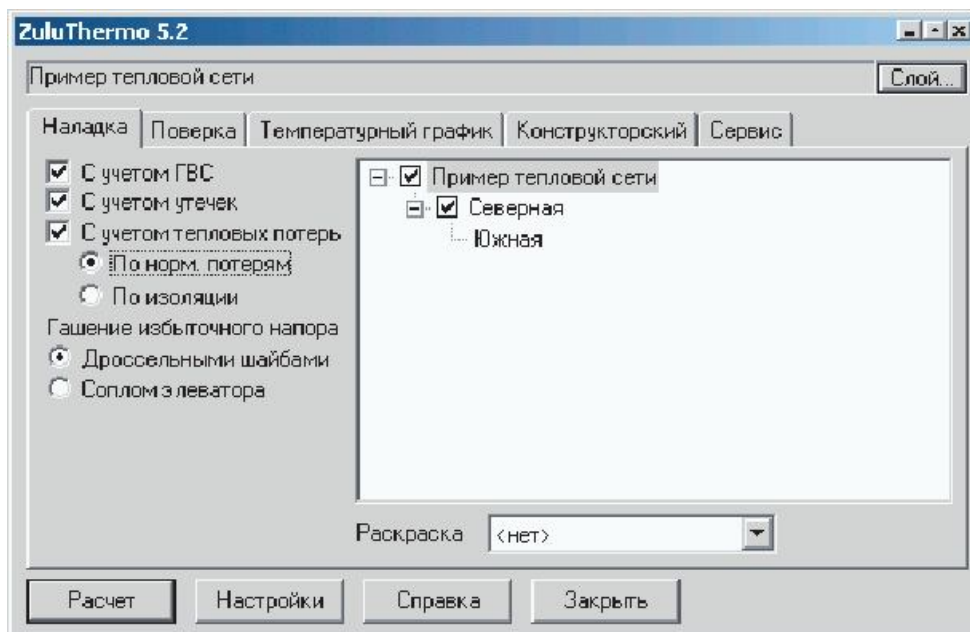 ZuluThermo 5.2
Пример тепловой сети
Слой...
Наладка Поверка Температурный график Конструкторский Сервис
С учетом ГВС
С учетом утечек
С учетом тепловых потерь
По норм. потерям
По изоляции
Гашение избыточного напора
Дроссельными шайбами
Соплом элеватора
Пример тепловой сети
Северная
Южная
Раскраска <нет>
Расчет Настройки Справка Закрыть